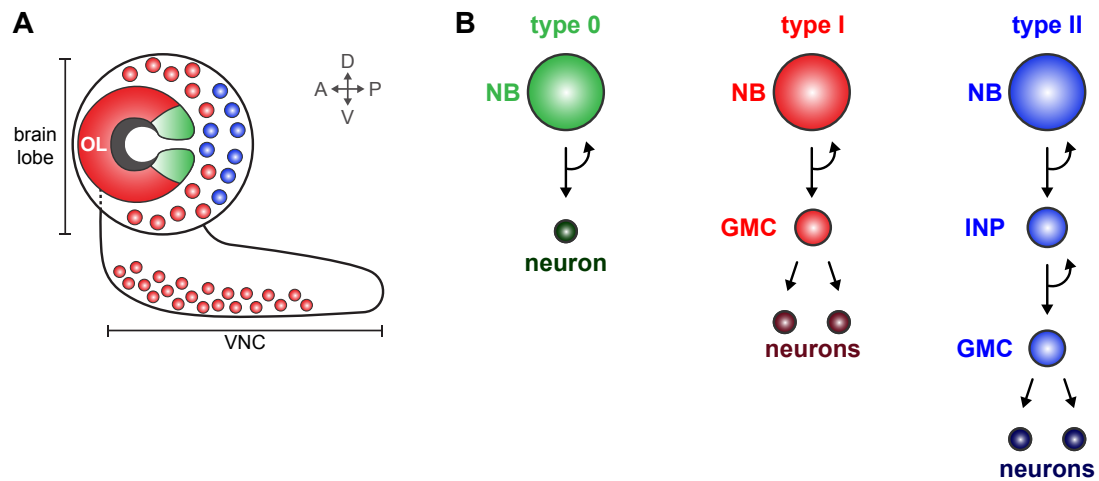 A
brain
lobe
OL
D
A
P
V
VNC
B
type 0
NB
neuron
type I
NB
GMC
neurons
type II
NB
INP
GMC
neurons